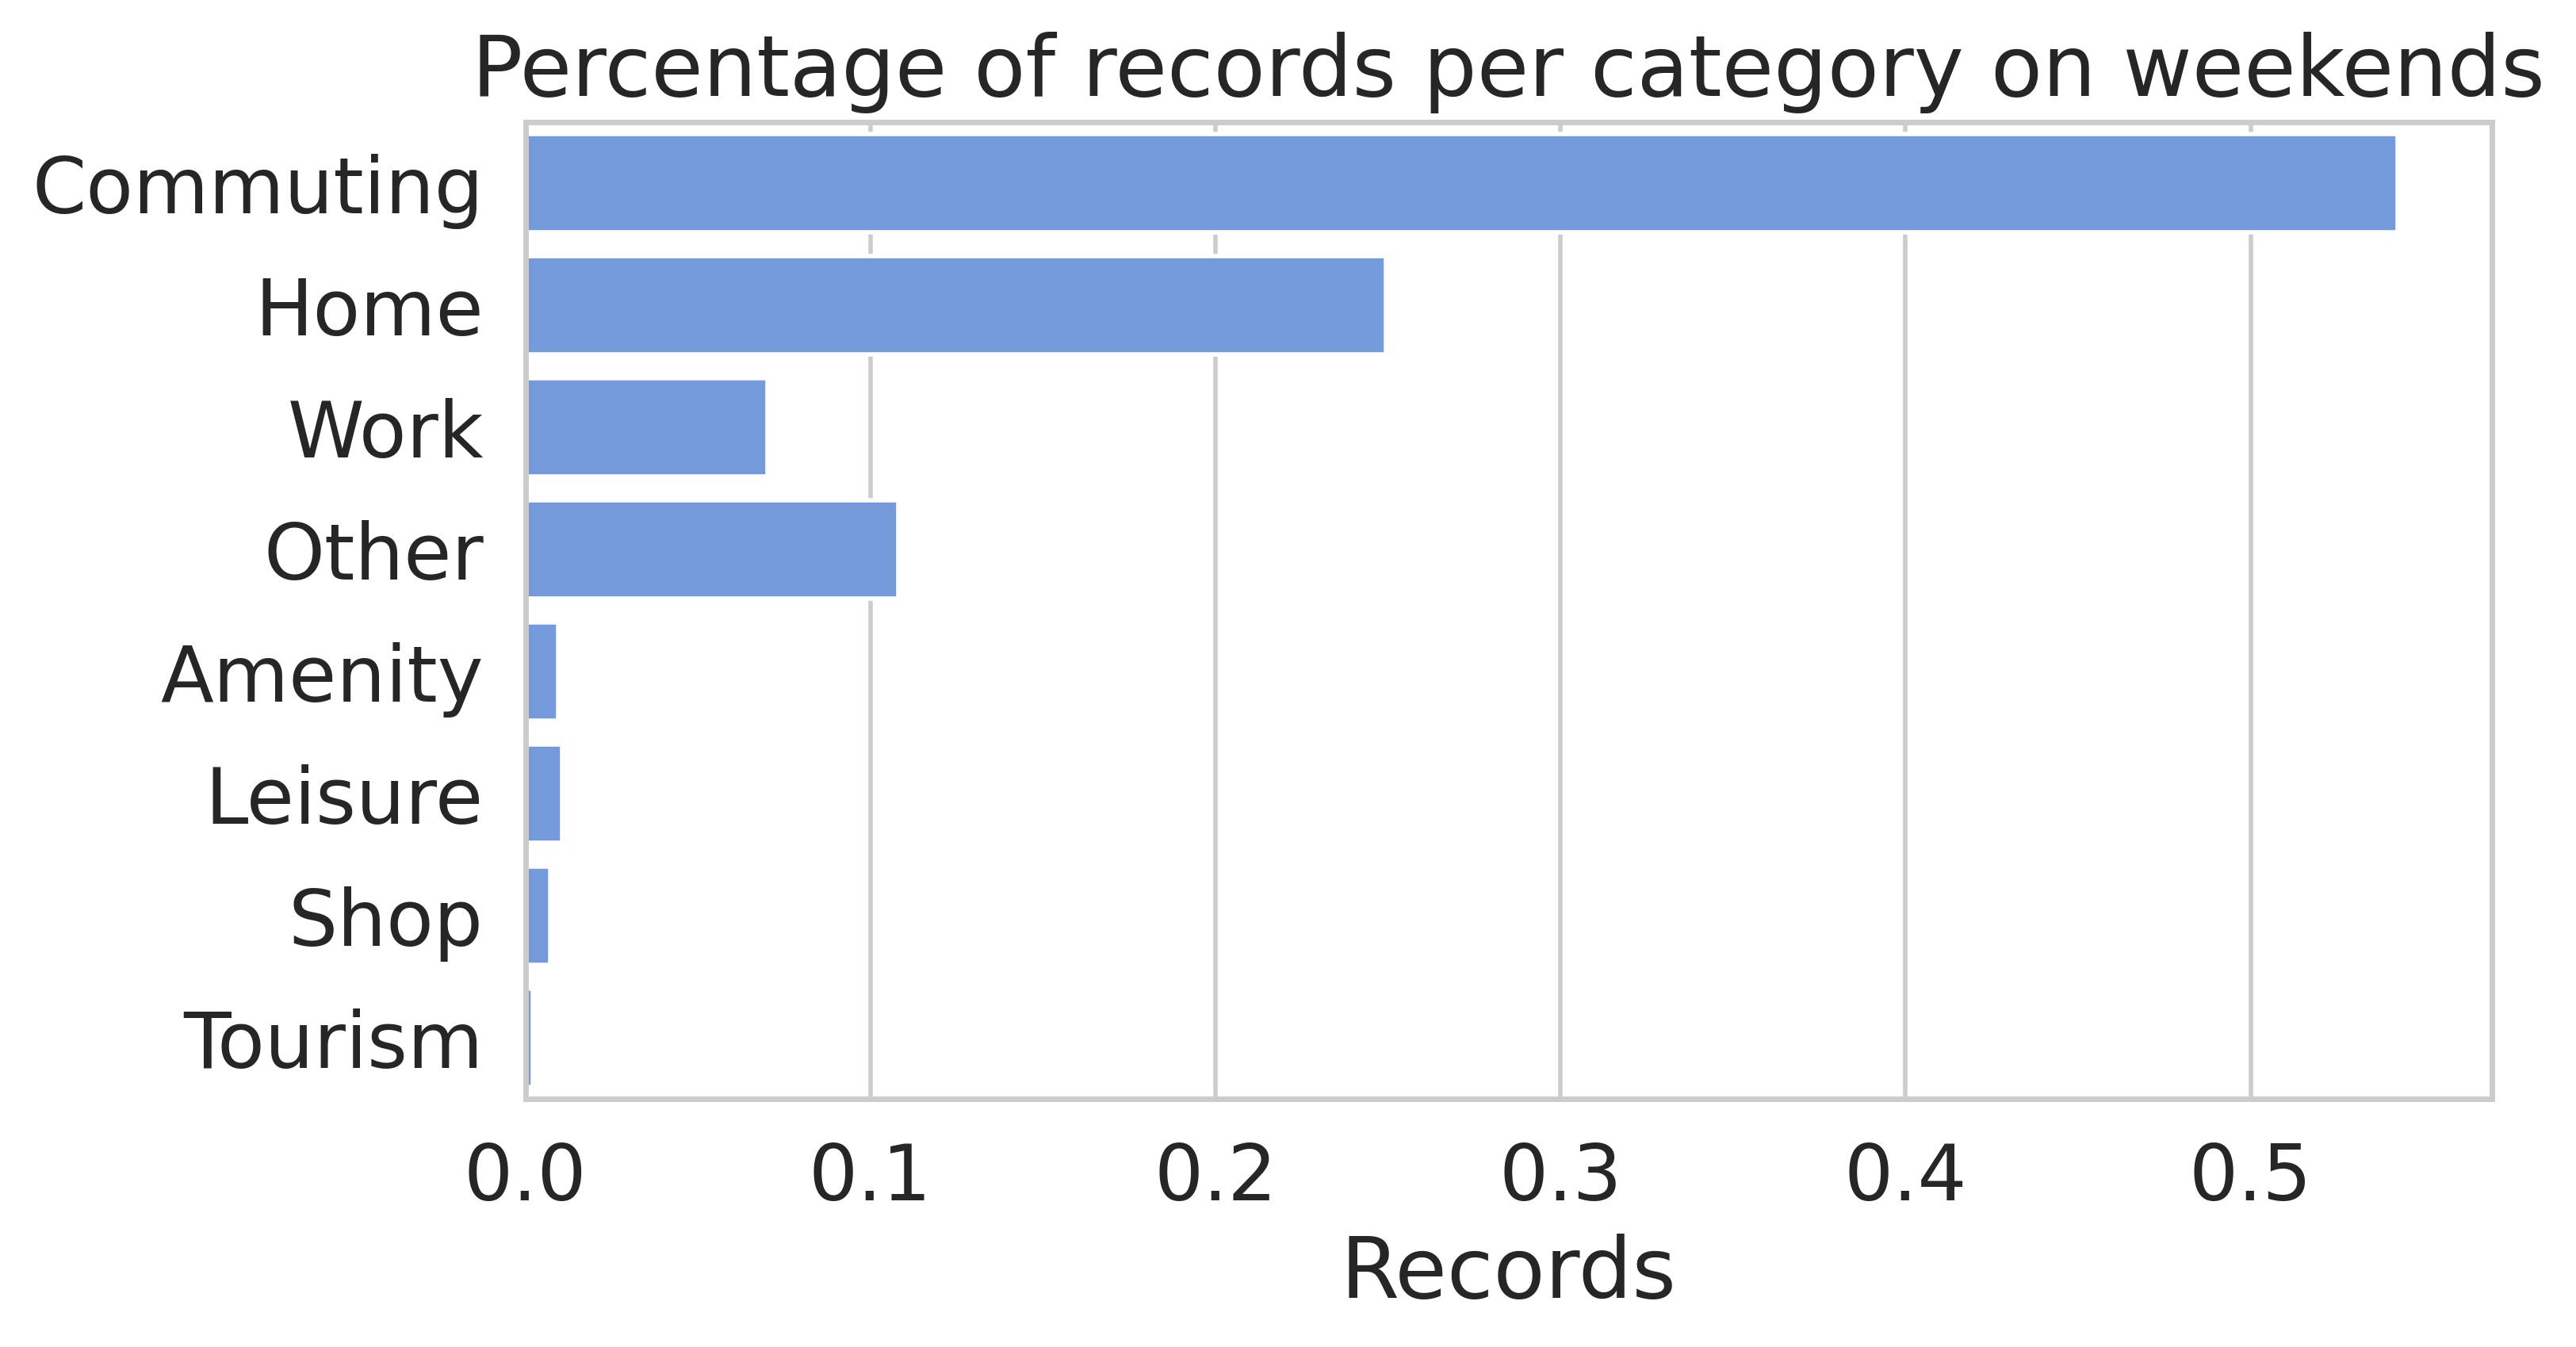 Percentage of records per category on weekends
Commuting
Home
Work
Other
Amenity
Leisure
Shop
Tourism
0.0 0.1 0.2 0.3 0.4 0.5
Records